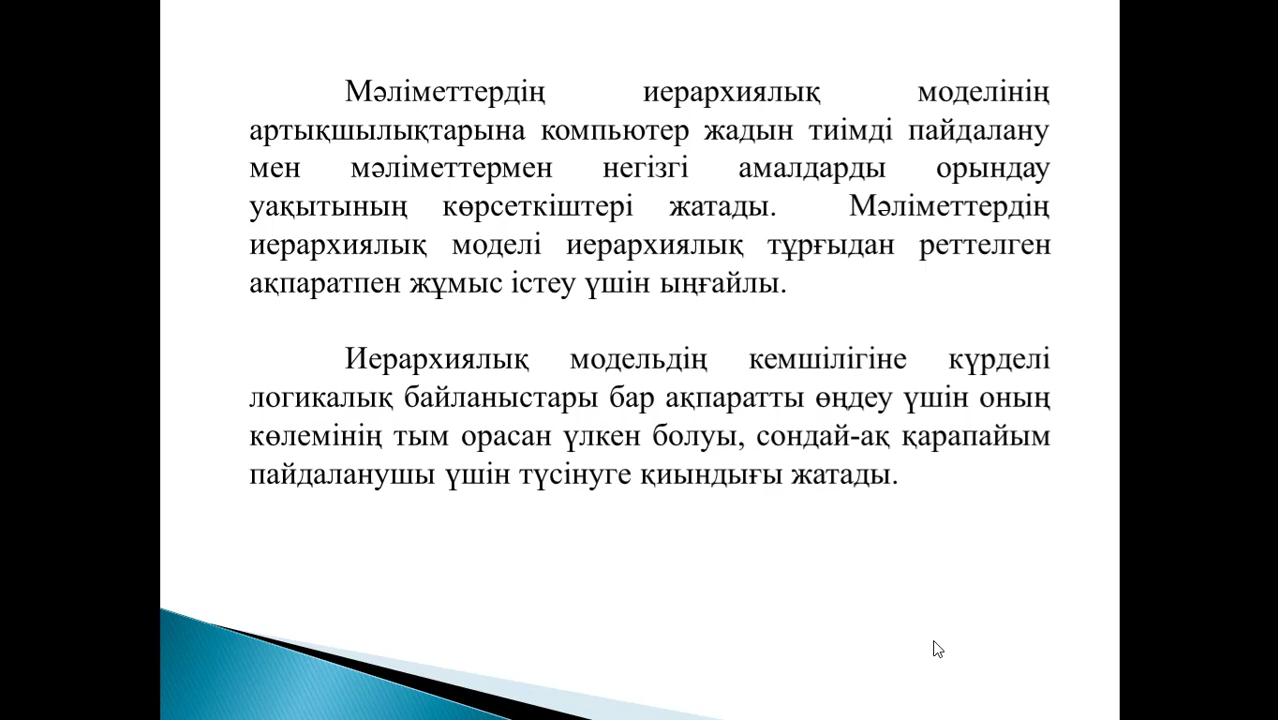 Мәліметтердің иерархиялық моделінің
артықшылықтарына компьютер жадын тиімді пайдалану
мен мәліметтермен негізгі амалдарды орындау
уақытының көрсеткіштері жатады. Мәліметтердің
иерархиялық моделі иерархиялық тұрғыдан реттелген
ақпаратпен жұмыс істеу үшін ыңғайлы.
Иерархиялық модельдің кемшілігіне күрделі
логикалық байланыстары бар ақпаратты өңдеу үшін оның
көлемінің тым орасан үлкен болуы, сондай-ақ қарапайым
пайдаланушы үшін түсінуге қиындығы жатады.